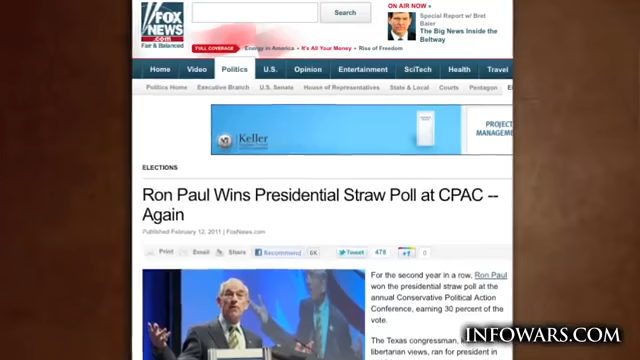 FOX
NEWS
.com
Fair & Balanced
Search
ON AIR NOW »
Special Report w/ Bret
Baier
The Big News Inside the
Beltway
FULL COVERAGE
Energy in America • It's All Your Money • Rise of Freedom
Home Video Politics U.S. Opinion Entertainment SciTech Health Travel
Politics Home Executive Branch U.S. Senate House of Representatives State & Local Courts Pentagon
Keller
PROJECT
MANAGEME
ELECTIONS
Ron Paul Wins Presidential Straw Poll at CPAC --
Again
Published February 12, 2011 | FoxNews.com
Print Email Share Recommend 6K Tweet 478 +1 0
For the second year in a row, Ron Paul
won the presidential straw poll at the
annual Conservative Political Action
Conference, earning 30 percent of the
vote.
The Texas congressman,
libertarian views, ran for president in
INFOWARS.COM